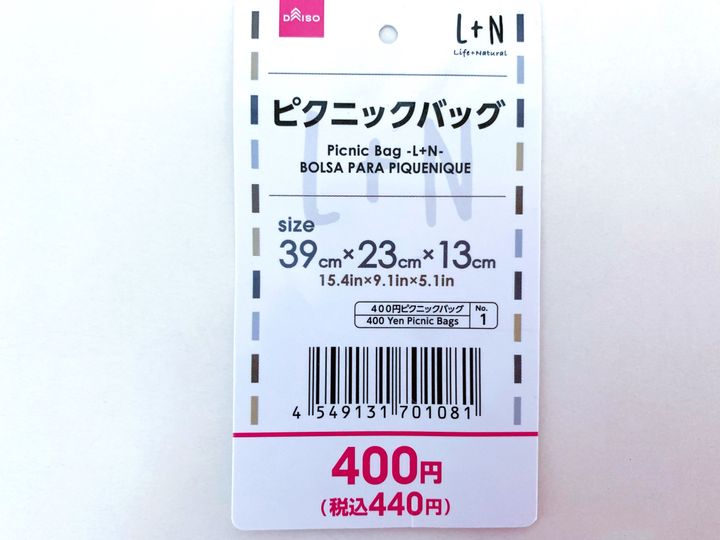 DAISO
L+N
Life+Natural
ピクニックバッグ
Picnic Bag -L+N-
BOLSA PARA PIQUENIQUE
L+N
size
39cm×23cm×13cm
15.4in×9.1in×5.1in
400円ピクニックバッグ
400 Yen Picnic Bags
No.
1
4 549131 701081
400円
(税込440円)